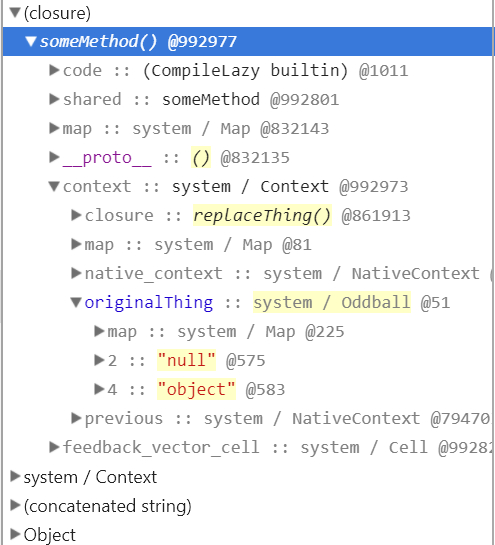 (closure)
someMethod() @992977
code :: (CompileLazy builtin) @1011
shared :: someMethod @992801
map :: system / Map @832143
__proto__ :: () @832135
context :: system / Context @992973
closure :: replaceThing() @861913
map :: system / Map @81
native_context :: system / NativeContext @
originalThing :: system / Oddball @51
map :: system / Map @225
2 :: "null" @575
4 :: "object" @583
previous :: system / NativeContext @79470
feedback_vector_cell :: system / Cell @99282
system / Context
(concatenated string)
Object